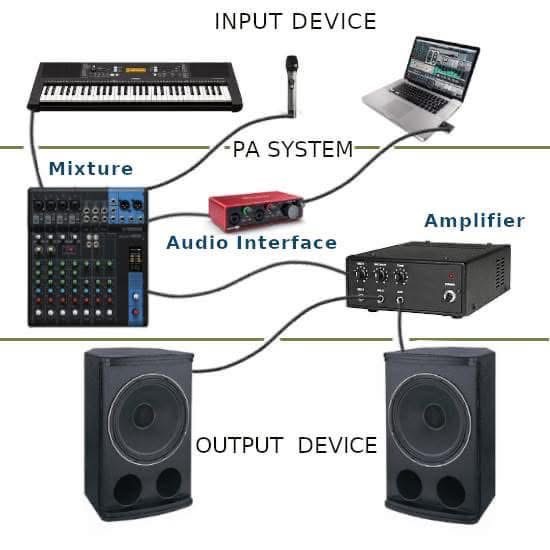 INPUT DEVICE
PA SYSTEM
Mixture
Audio Interface
Amplifier
OUTPUT DEVICE